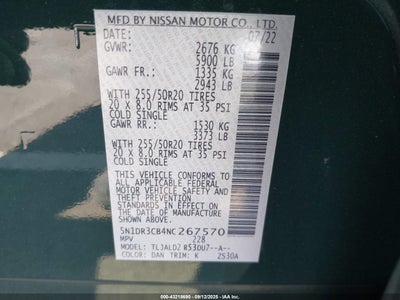 MFD BY NISSAN MOTOR CO., LTD.
DATE: 07/22
GVWR: 2676 KG
5900 LB
GAWR FR.: 1335 KG
2943 LB
WITH 255/50R20 TIRES
20 X 8.0 RIMS AT 35 PSI
COLD SINGLE
GAWR RR.: 1530 KG
3373 LB
WITH 255/50R20 TIRES
20 X 8.0 RIMS AT 35 PSI
COLD SINGLE
THIS VEHICLE CONFORMS TO
ALL APPLICABLE FEDERAL
MOTOR VEHICLE SAFETY AND
THEFT PREVENTION STANDARDS
IN EFFECT ON THE DATE OF
MANUFACTURE SHOWN ABOVE.
5N1DR3CB4NC267570
MPV 228
MODEL: TLJALDZ R53DU7--A--
COLOR: DAN TRIM: K 2530A
© IAA, Stock #: 43218690 - 09/12/2025 -